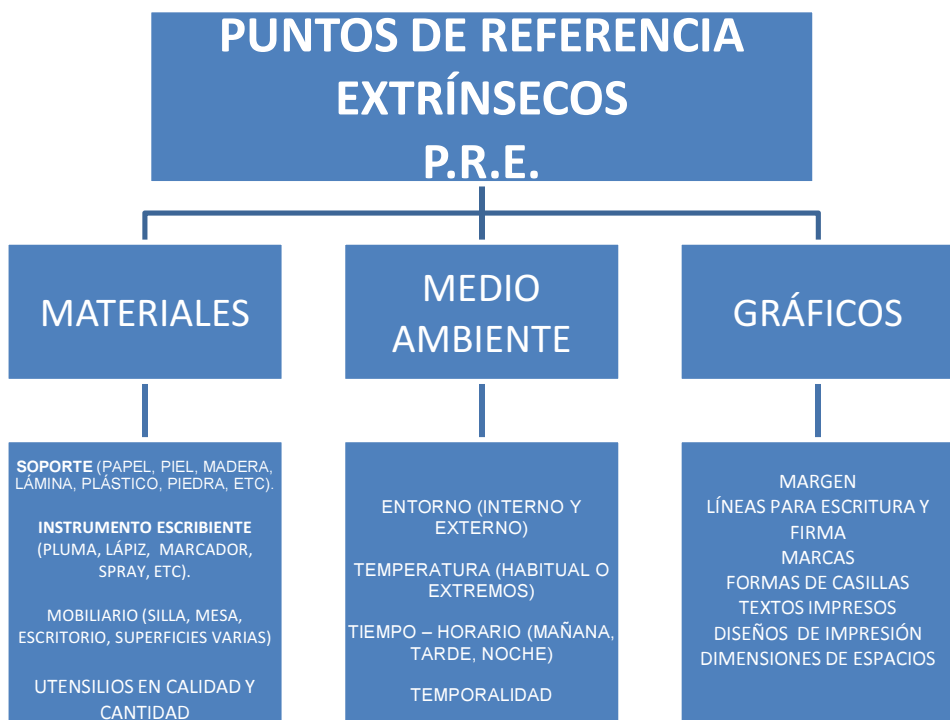 PUNTOS DE REFERENCIA
EXTRÍNSECOS
P.R.E.
MATERIALES
MEDIO
AMBIENTE
GRÁFICOS
SOPORTE (PAPEL, PIEL, MADERA,
LÁMINA, PLÁSTICO, PIEDRA, ETC).
INSTRUMENTO ESCRIBIENTE
(PLUMA, LÁPIZ, MARCADOR,
SPRAY, ETC).
MOBILIARIO (SILLA, MESA,
ESCRITORIO, SUPERFICIES VARIAS)
UTENSILIOS EN CALIDAD Y
CANTIDAD
ENTORNO (INTERNO Y
EXTERNO)
TEMPERATURA (HABITUAL O
EXTREMOS)
TIEMPO – HORARIO (MAÑANA,
TARDE, NOCHE)
TEMPORALIDAD
MARGEN
LÍNEAS PARA ESCRITURA Y
FIRMA
MARCAS
FORMAS DE CASILLAS
TEXTOS IMPRESOS
DISEÑOS DE IMPRESIÓN
DIMENSIONES DE ESPACIOS